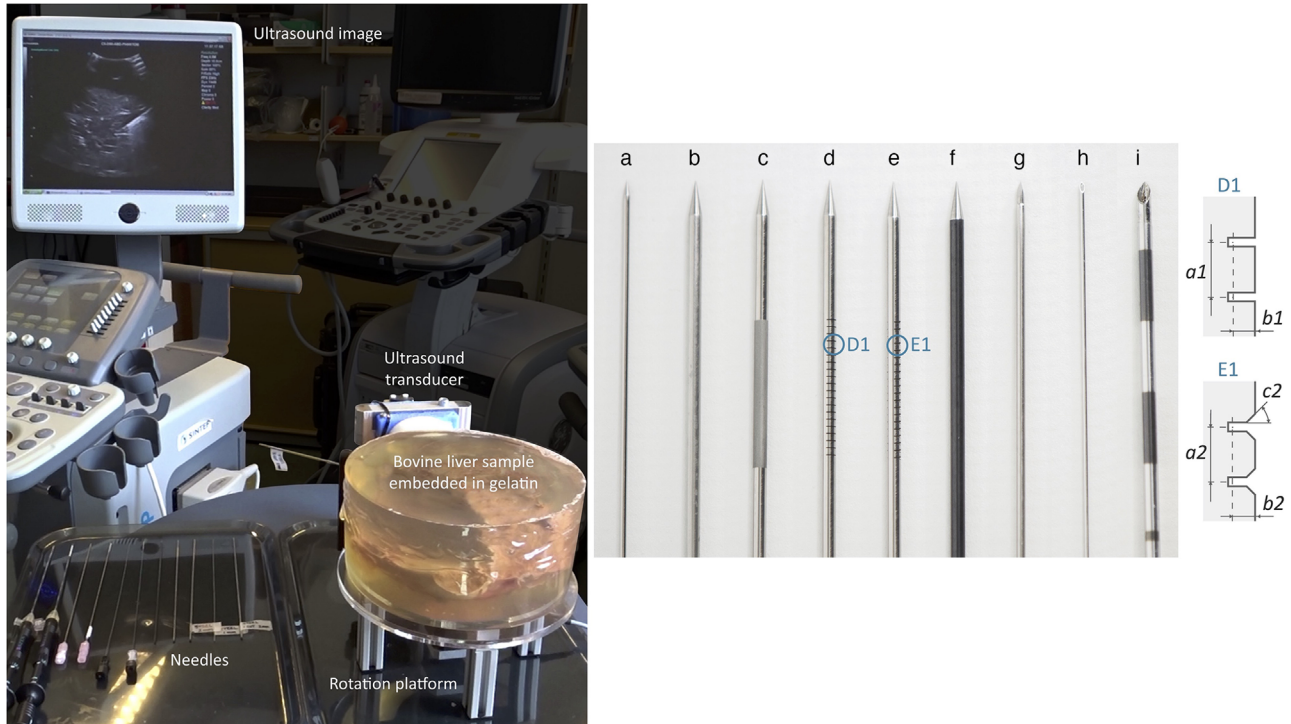 Ultrasound image
Ultrasound
transducer
SINTEF
Bovine liver sample
embedded in gelatin
Needles
Rotation platform
a b c d e f g h i
D1 E1
D1
a1
b1
E1
c2
a2
b2